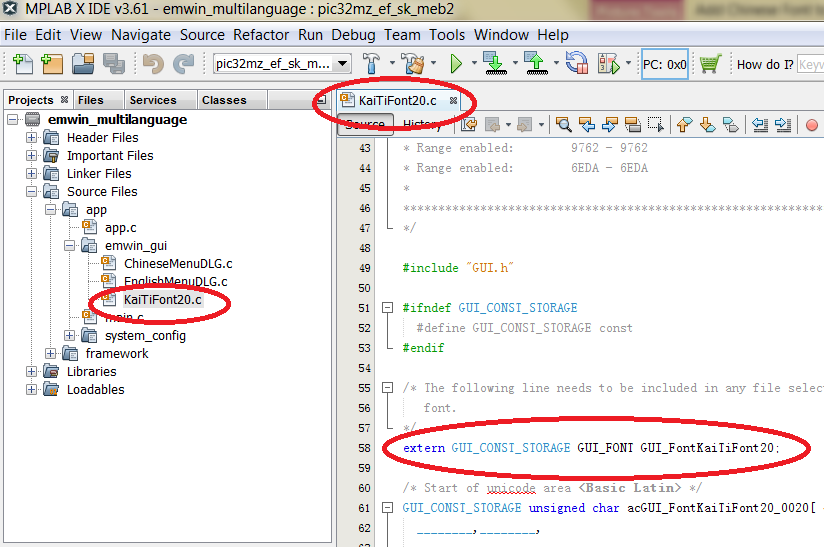 MPLAB X IDE v3.61 - emwin_multilanguage : pic32mz_ef_sk_meb2
File Edit View Navigate Source Refactor Run Debug Team Tools Window Help
pic32mz_ef_sk_m... PC: 0x0 How do I?
Projects Files Services Classes
emwin_multilanguage
Header Files
Important Files
Linker Files
Source Files
app
app.c
emwin_gui
ChineseMenuDLG.c
EnglishMenuDLG.c
KaiTiFont20.c
main.c
system_config
framework
Libraries
Loadables
KaiTiFont20.c
Source History
43 * Range enabled: 9762 - 9762
44 * Range enabled: 6EDA - 6EDA
45 *
46 ************************************************************
47 */
48
49 #include "GUI.h"
50
51 #ifndef GUI_CONST_STORAGE
52 #define GUI_CONST_STORAGE const
53 #endif
54
55 /* The following line needs to be included in any file selec
56 font.
57 */
58 extern GUI_CONST_STORAGE GUI_FONT GUI_FontKaiTiFont20;
59
60 /* Start of unicode area <Basic Latin> */
61 GUI_CONST_STORAGE unsigned char acGUI_FontKaiTiFont20_0020[
62 ________,________,